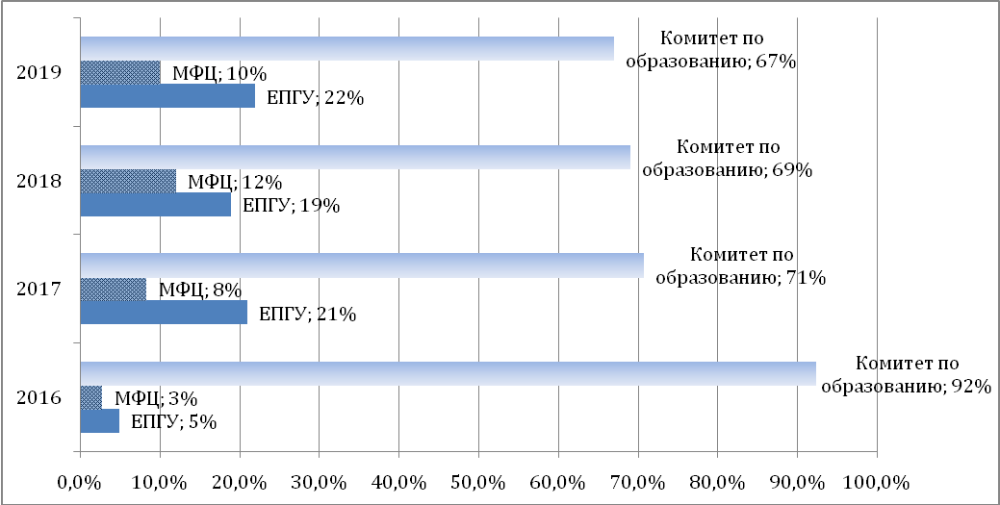 Комитет по
образованию; 67%
2019
МФЦ; 10%
ЕПГУ; 22%
Комитет по
образованию; 69%
2018
МФЦ; 12%
ЕПГУ; 19%
Комитет по
образованию; 71%
2017
МФЦ; 8%
ЕПГУ; 21%
Комитет по
образованию; 92%
2016
МФЦ; 3%
ЕПГУ; 5%
0,0% 10,0% 20,0% 30,0% 40,0% 50,0% 60,0% 70,0% 80,0% 90,0% 100,0%